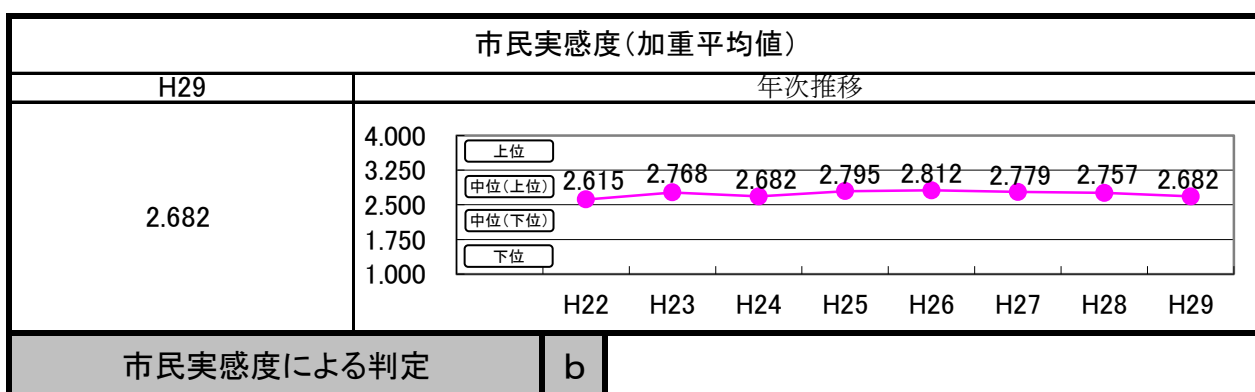 市民実感度(加重平均値)
H29 年次推移
2.682
4.000
3.250
2.500
1.750
1.000
上位
中位(上位)
中位(下位)
下位
2.615 2.768 2.682 2.795 2.812 2.779 2.757 2.682
H22 H23 H24 H25 H26 H27 H28 H29
市民実感度による判定 b